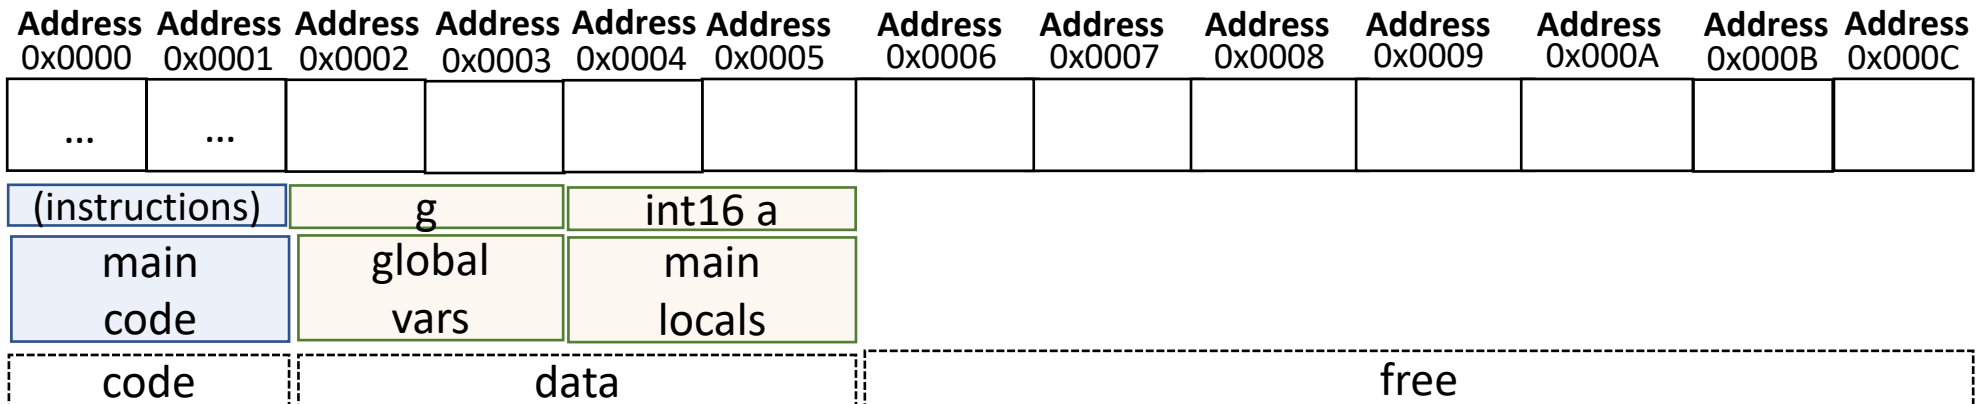 Address Address Address Address Address Address Address Address Address Address Address Address Address
0x0000 0x0001 0x0002 0x0003 0x0004 0x0005 0x0006 0x0007 0x0008 0x0009 0x000A 0x000B 0x000C
... ...
(instructions) g int16 a
main global main
code vars locals
code data free